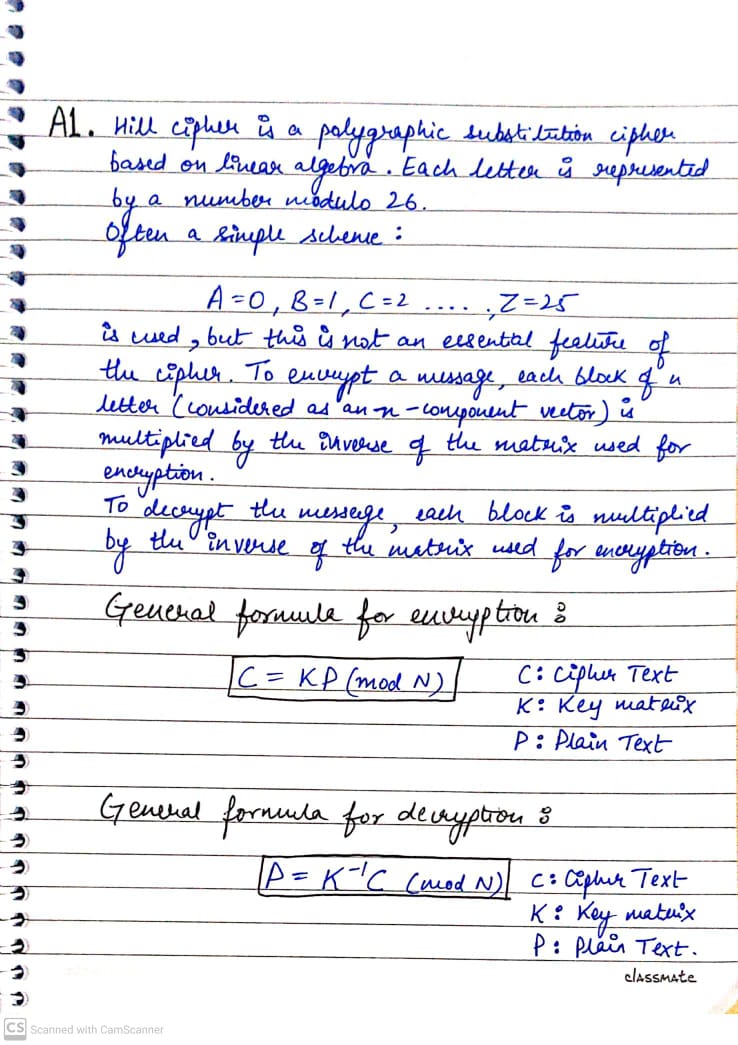 A1. Hill cipher is a polygraphic substitution cipher
based on linear algebra. Each letter is represented
by a number modulo 26.
Often a simple scheme :
A=0, B=1, C=2 ...., Z=25
is used, but this is not an essential feature of
the cipher. To encrypt a message, each block of n
letter (considered as an n-component vector) is
multiplied by the inverse of the matrix used for
encryption.
To decrypt the message, each block is multiplied
by the inverse of the matrix used for encryption.
General formula for encryption :
C = KP (mod N) C: Cipher Text
K: Key matrix
P: Plain Text
General formula for decryption :
P = K⁻¹C (mod N) C: Cipher Text
K: Key matrix
P: Plain Text.
classmate
CS Scanned with CamScanner